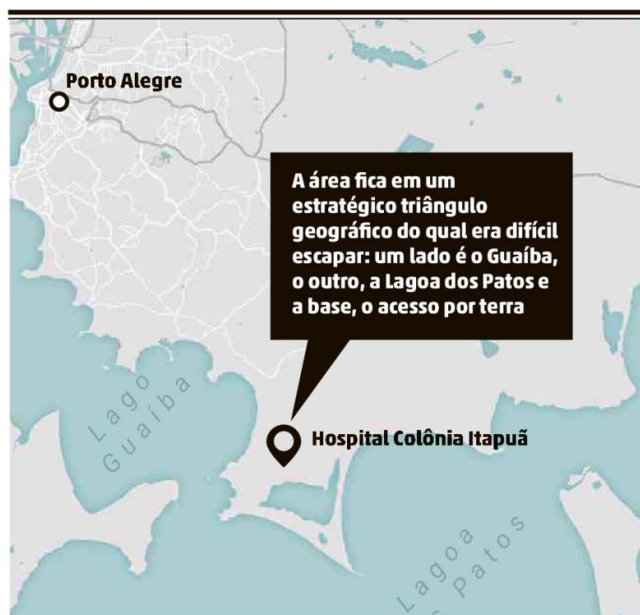 Porto Alegre
A área fica em um
estratégico triângulo
geográfico do qual era difícil
escapar: um lado é o Guaíba,
o outro, a Lagoa dos Patos e
a base, o acesso por terra
Lago
Guaíba
Hospital Colônia Itapuã
Lagoa
s Patos